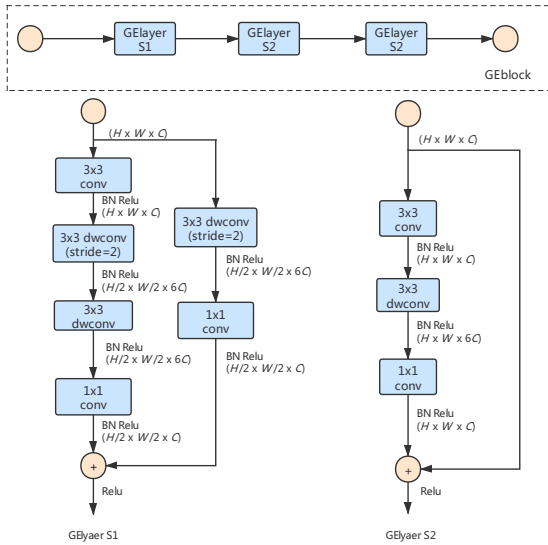 GElayer
S1
GElayer
S2
GElayer
S2
GEblock
(H x W x C)
3x3
conv
BN Relu
(H x W x C)
3x3 dwconv
(stride=2)
BN Relu
(H/2 x W/2 x 6C)
3x3
dwconv
BN Relu
(H/2 x W/2 x 6C)
1x1
conv
BN Relu
(H/2 x W/2 x C)
+
Relu
3x3 dwconv
(stride=2)
BN Relu
(H/2 x W/2 x 6C)
1x1
conv
BN Relu
(H/2 x W/2 x C)
GElyaer S1
(H x W x C)
3x3
conv
BN Relu
(H x W x C)
3x3
dwconv
BN Relu
(H x W x 6C)
1x1
conv
BN Relu
(H x W x C)
+
Relu
GElyaer S2